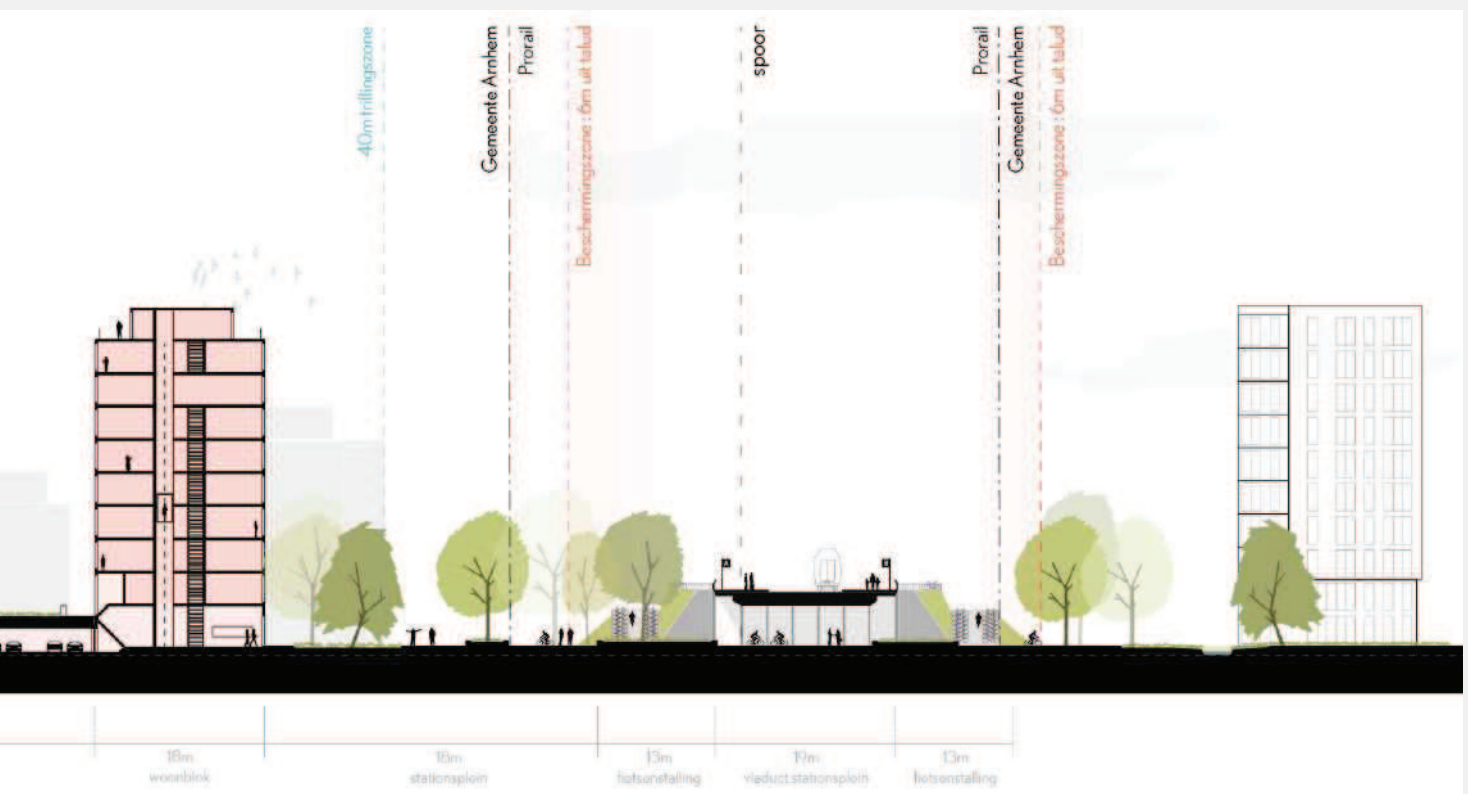 40m trillingszone
Gemeente Arnhem
Prorail
Beschermingszone : 6m uit talud
spoor
Prorail
Gemeente Arnhem
Beschermingszone : 6m uit talud
A
B
18m
woonblok
18m
stationsplein
13m
fietsenstalling
19m
viaduct stationsplein
13m
fietsenstalling